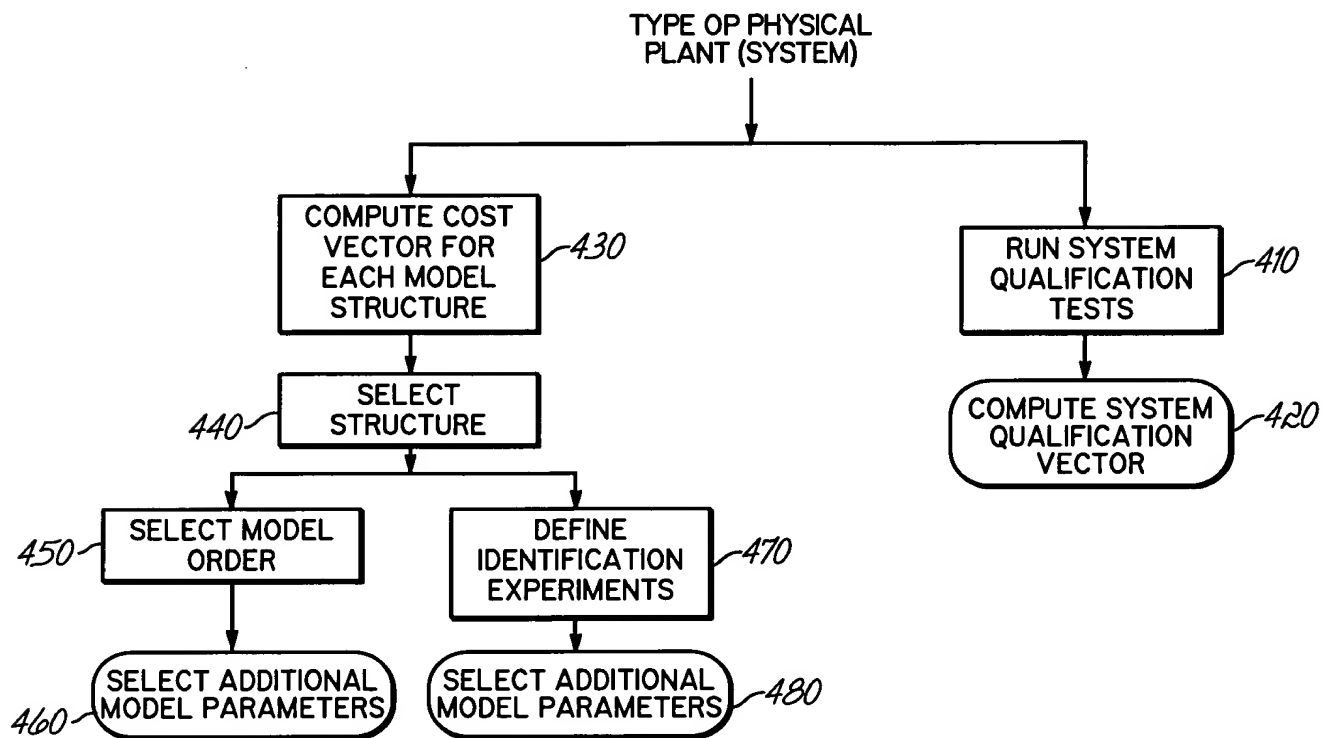 TYPE OP PHYSICAL
PLANT (SYSTEM)
COMPUTE COST
VECTOR FOR
EACH MODEL
STRUCTURE
430
RUN SYSTEM
QUALIFICATION
TESTS
410
SELECT
STRUCTURE
440
COMPUTE SYSTEM
QUALIFICATION
VECTOR
420
450
SELECT MODEL
ORDER
DEFINE
IDENTIFICATION
EXPERIMENTS
470
SELECT ADDITIONAL
MODEL PARAMETERS
460
SELECT ADDITIONAL
MODEL PARAMETERS
480